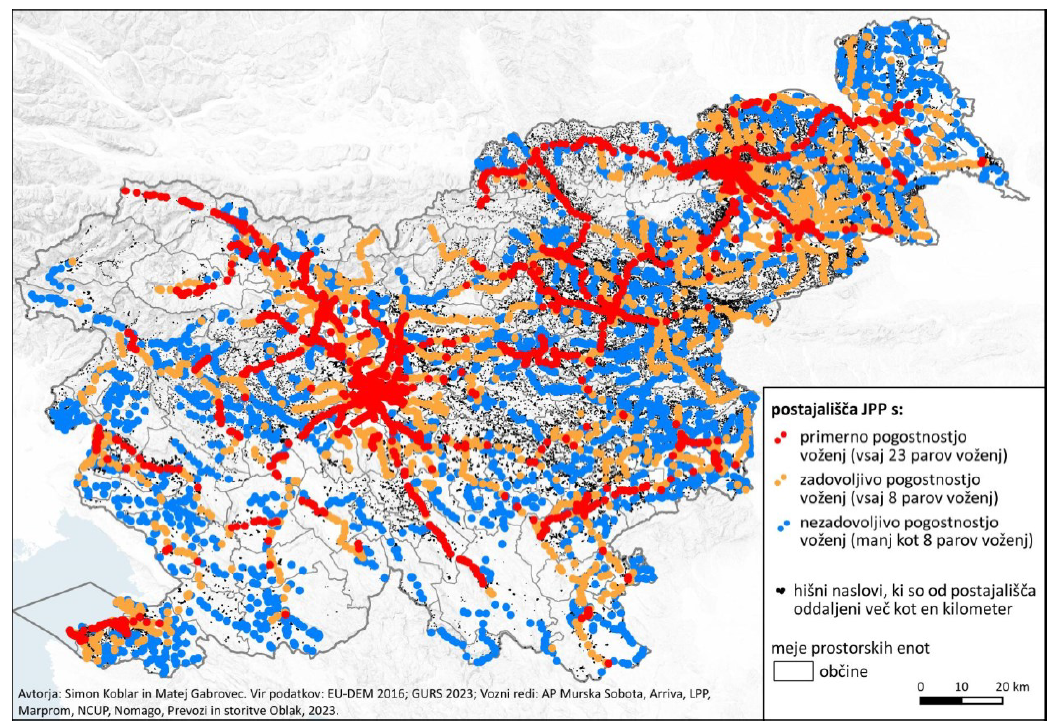 postajališča JPP s:
primerno pogostnostjo
voženj (vsaj 23 parov voženj)
zadovoljivo pogostnostjo
voženj (vsaj 8 parov voženj)
nezadovoljivo pogostnostjo
voženj (manj kot 8 parov voženj)
hišni naslovi, ki so od postajališča
oddaljeni več kot en kilometer
meje prostorskih enot
občine
0 10 20 km
Avtorja: Simon Koblar in Matej Gabrovec. Vir podatkov: EU-DEM 2016; GURS 2023; Vozni redi: AP Murska Sobota, Arriva, LPP,
Marprom, NCUP, Nomago, Prevozi in storitve Oblak, 2023.